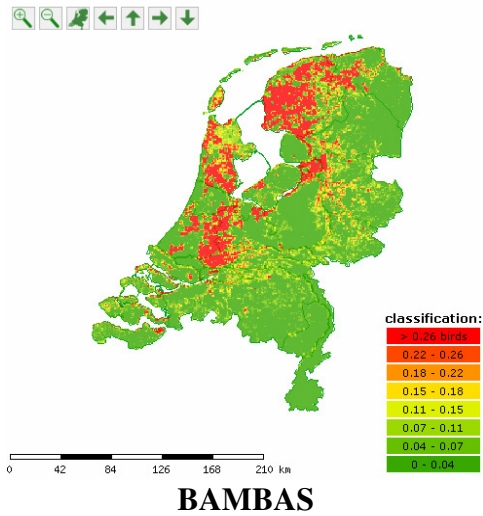 classification:
> 0.26 birds
0.22 - 0.26
0.18 - 0.22
0.15 - 0.18
0.11 - 0.15
0.07 - 0.11
0.04 - 0.07
0 - 0.04
0 42 84 126 168 210 km
BAMBAS